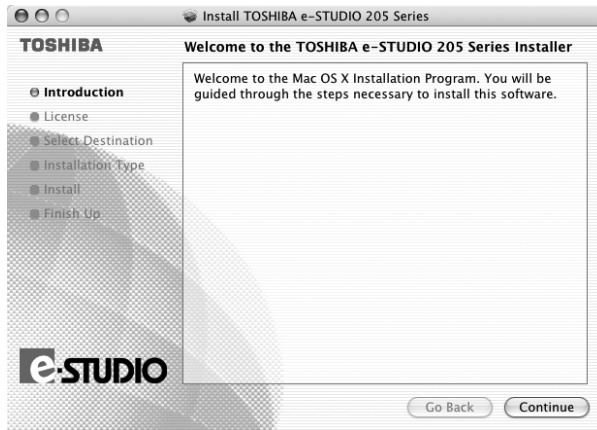 Install TOSHIBA e-STUDIO 205 Series
TOSHIBA
Welcome to the TOSHIBA e-STUDIO 205 Series Installer
Introduction
License
Select Destination
Installation Type
Install
Finish Up
Welcome to the Mac OS X Installation Program. You will be
guided through the steps necessary to install this software.
e-STUDIO
Go Back
Continue